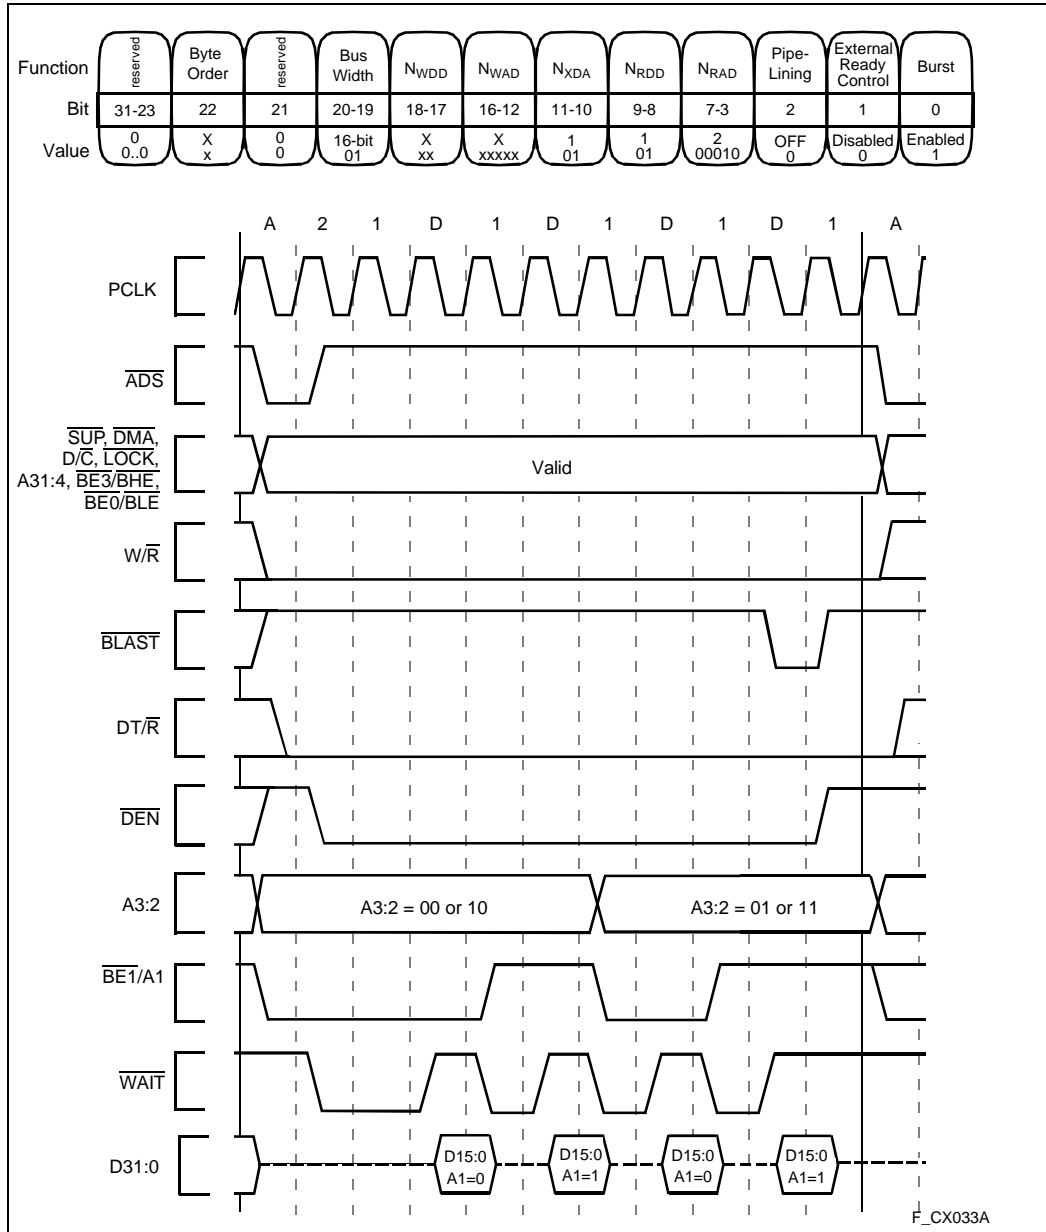 Function reserved Byte Order reserved Bus Width NWDD NWAD NXDA NRDD NRAD Pipe-Lining External Ready Control Burst
Bit 31-23 22 21 20-19 18-17 16-12 11-10 9-8 7-3 2 1 0
Value 0 X 0 16-bit X X 1 1 2 OFF Disabled Enabled
0..0 x 0 01 xx xxxxx 01 01 00010 0 0 1
A 2 1 D 1 D 1 D 1 D 1 A
PCLK
ADS
SUP, DMA,
D/C, LOCK,
A31:4, BE3/BHE,
BE0/BLE
Valid
W/R
BLAST
DT/R
DEN
A3:2
A3:2 = 00 or 10
A3:2 = 01 or 11
BE1/A1
WAIT
D31:0
D15:0 D15:0 D15:0 D15:0
A1=0 A1=1 A1=0 A1=1
F_CX033A